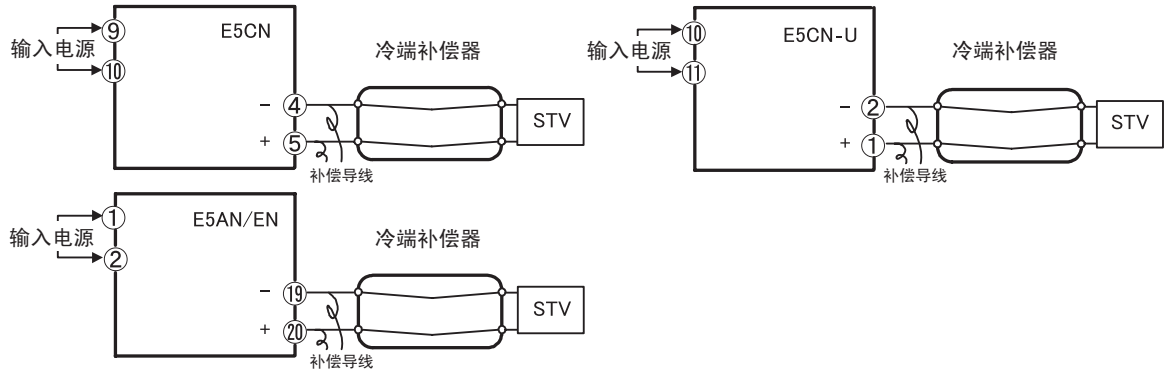 ⑨
E5CN
输入电源
⑩
冷端补偿器
- ④
+ ⑤
STV
补偿导线
⑩
E5CN-U
输入电源
⑪
冷端补偿器
- ②
+ ①
STV
补偿导线
①
E5AN/EN
输入电源
②
冷端补偿器
- ⑲
+ ⑳
STV
补偿导线